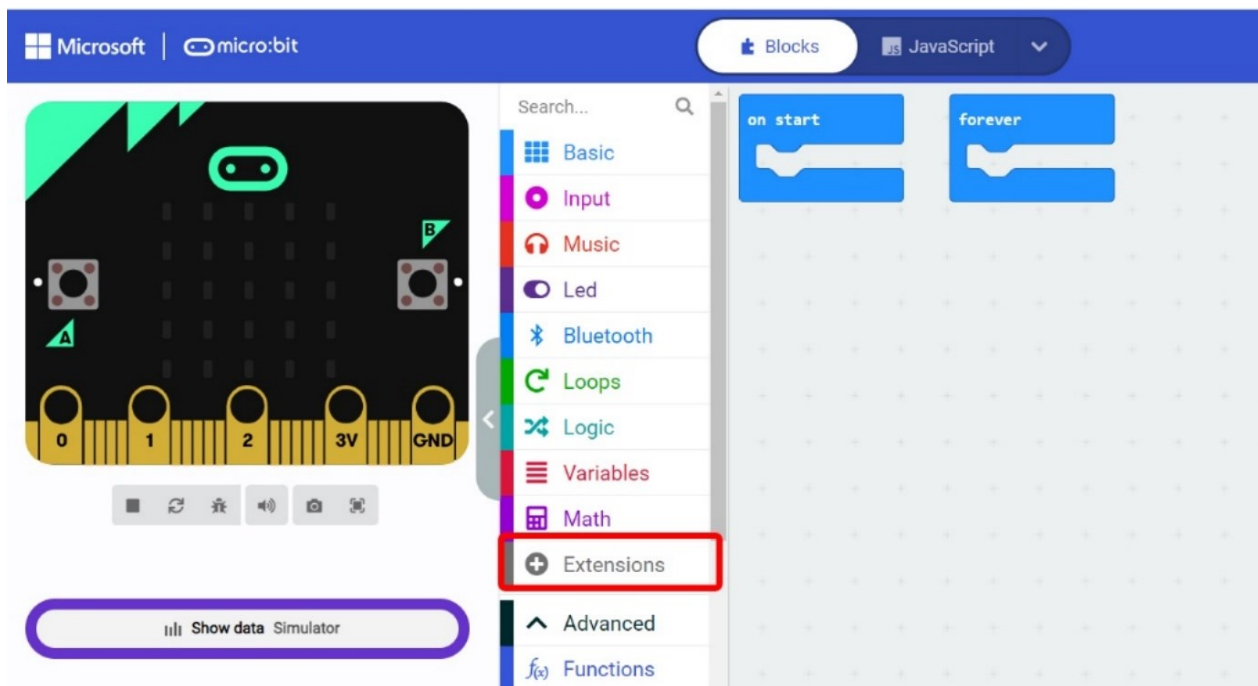 Microsoft | micro:bit
Blocks
JS JavaScript
Search...
Basic
Input
Music
Led
Bluetooth
Loops
Logic
Variables
Math
Extensions
Advanced
f(x) Functions
on start
forever
B
A
0 1 2 3V GND
Show data Simulator